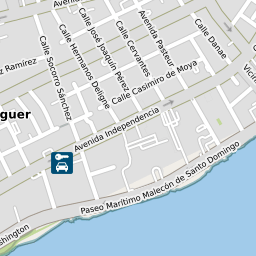 Calle
Calle José Joaquín Pérez
Calle Cervantes
Avenida Pasteur
Calle Danae
Ramírez
Calle Socorro Sánchez
Calle Hermanos Deligne
Calle Casimiro de Moya
guer
Avenida Independencia
Paseo Marítimo Malecón de Santo Domingo
shington